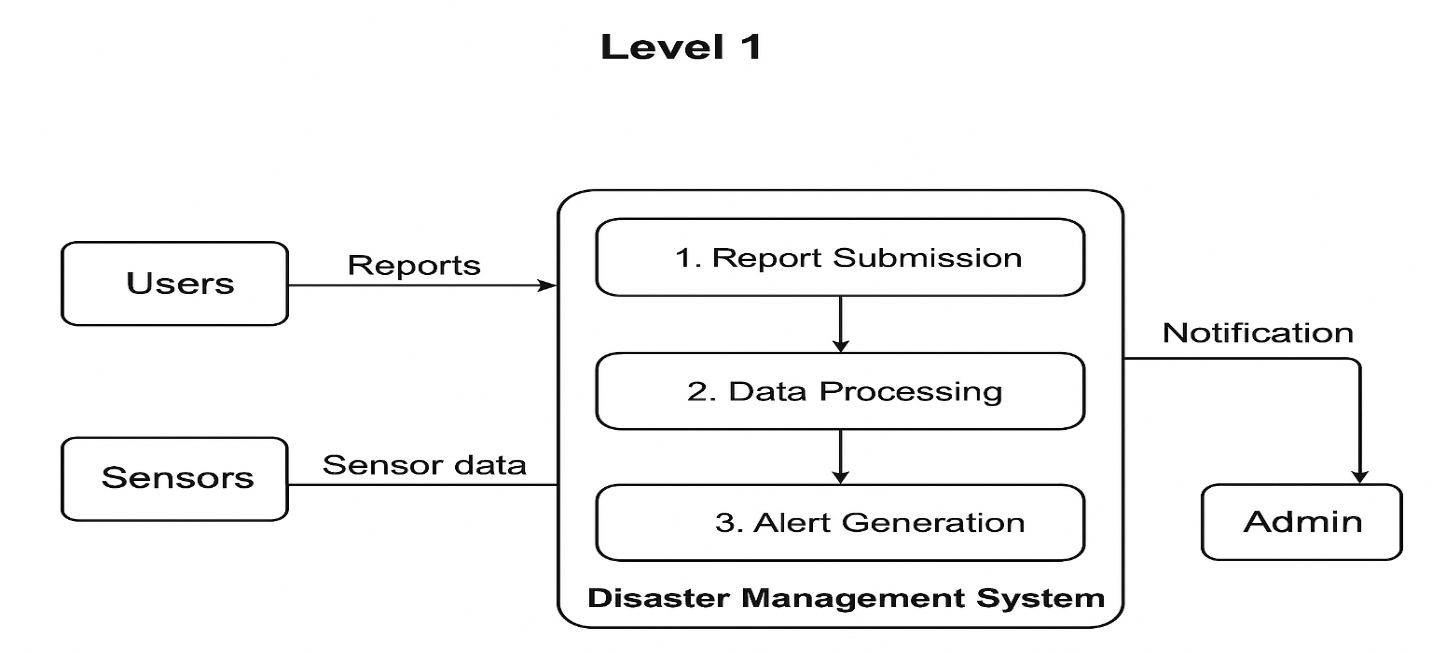 Level 1
Users
Reports
Sensors
Sensor data
1. Report Submission
2. Data Processing
3. Alert Generation
Disaster Management System
Notification
Admin